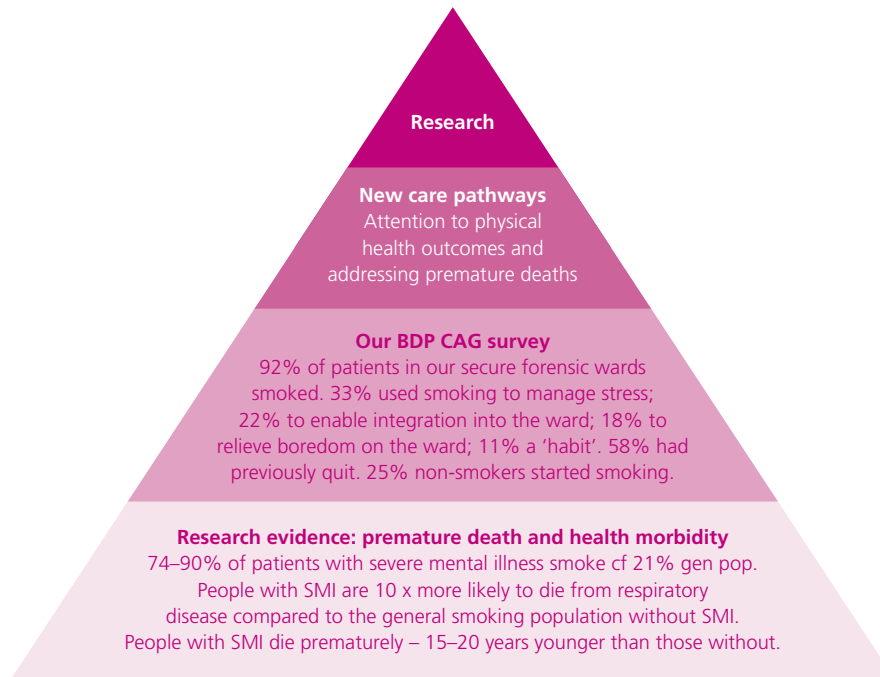 Research
New care pathways
Attention to physical
health outcomes and
addressing premature deaths
Our BDP CAG survey
92% of patients in our secure forensic wards
smoked. 33% used smoking to manage stress;
22% to enable integration into the ward; 18% to
relieve boredom on the ward; 11% a ‘habit’. 58% had
previously quit. 25% non-smokers started smoking.
Research evidence: premature death and health morbidity
74–90% of patients with severe mental illness smoke cf 21% gen pop.
People with SMI are 10 x more likely to die from respiratory
disease compared to the general smoking population without SMI.
People with SMI die prematurely – 15–20 years younger than those without.